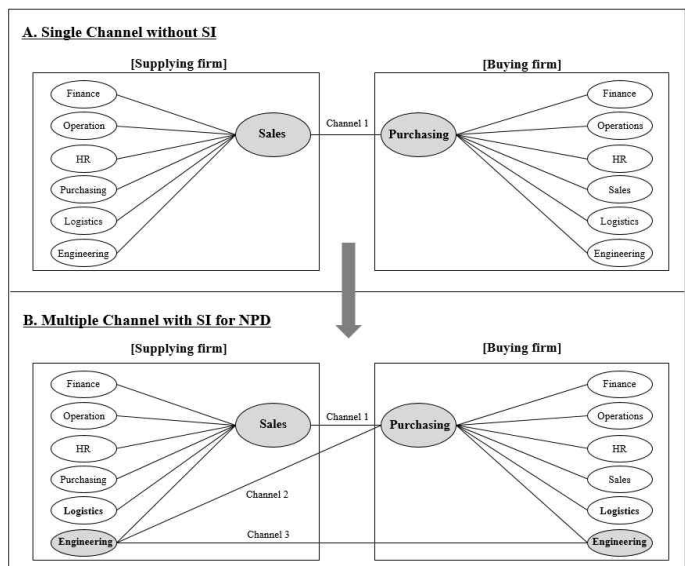 A. Single Channel without SI
[Supplying firm]
[Buying firm]
Finance
Operation
HR
Purchasing
Logistics
Engineering
Sales
Channel 1
Purchasing
Finance
Operations
HR
Sales
Logistics
Engineering
B. Multiple Channel with SI for NPD
[Supplying firm]
[Buying firm]
Finance
Operation
HR
Purchasing
Logistics
Engineering
Sales
Channel 1
Channel 2
Channel 3
Purchasing
Finance
Operations
HR
Sales
Logistics
Engineering